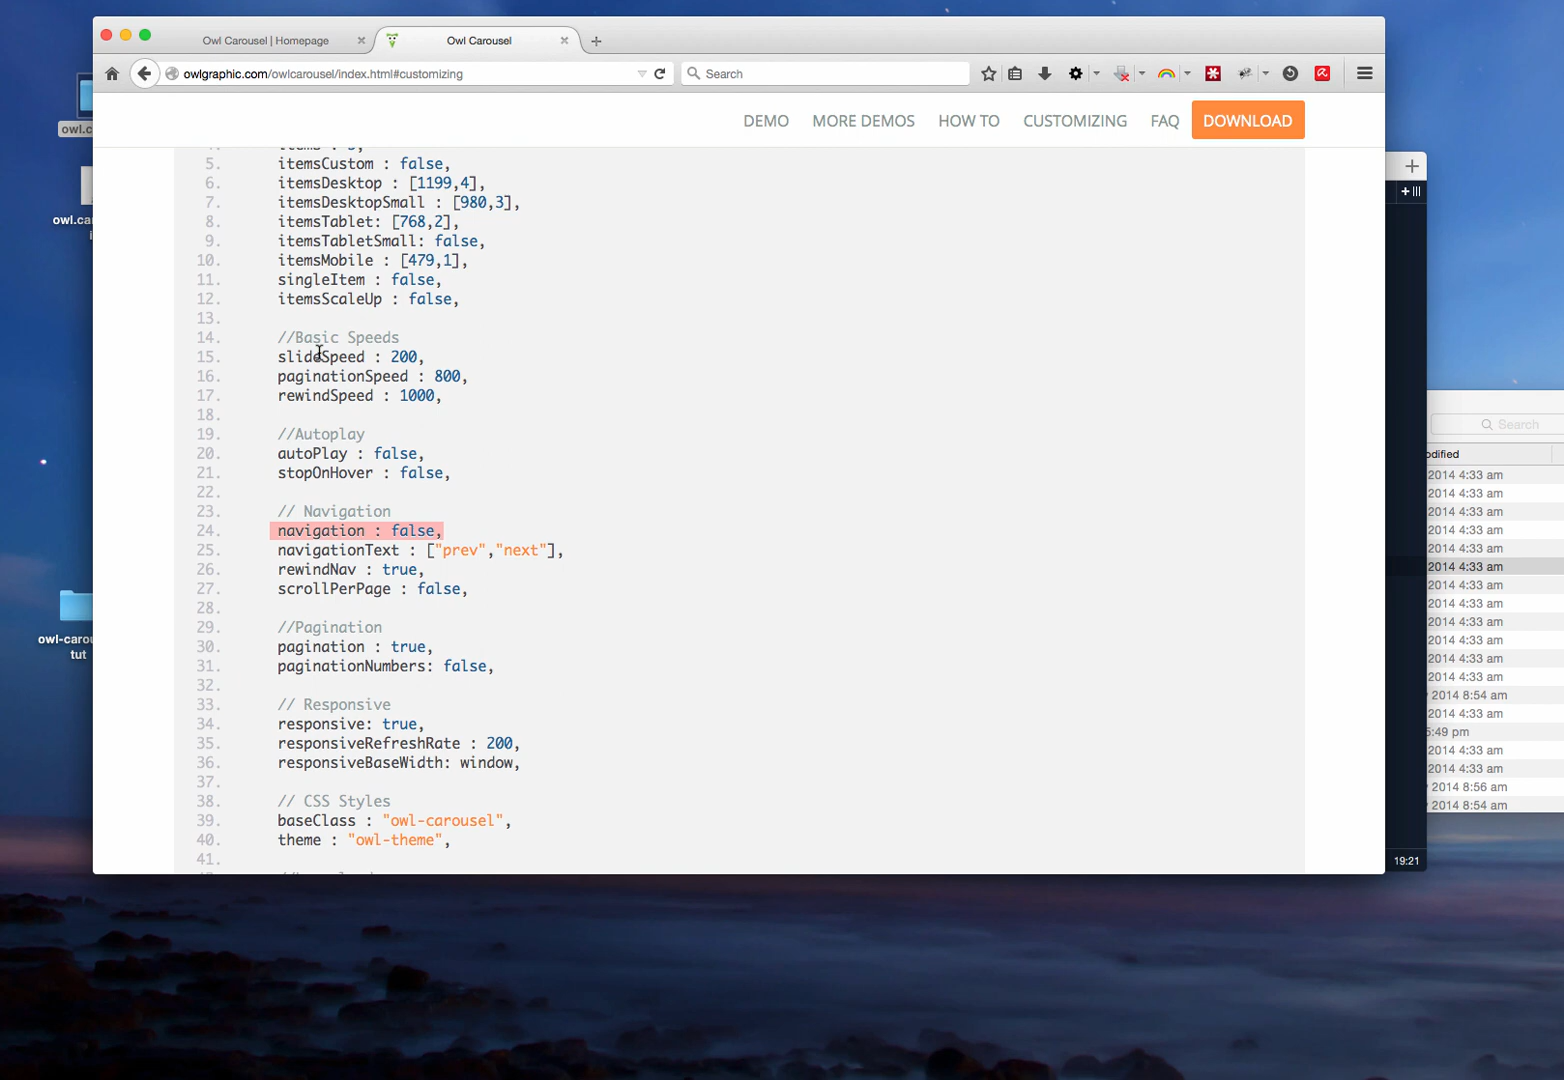 Owl Carousel | Homepage
Owl Carousel
owlgraphic.com/owlcarousel/index.html#customizing
Search
DEMO MORE DEMOS HOW TO CUSTOMIZING FAQ DOWNLOAD
5. itemsCustom : false,
6. itemsDesktop : [1199,4],
7. itemsDesktopSmall : [980,3],
8. itemsTablet: [768,2],
9. itemsTabletSmall: false,
10. itemsMobile : [479,1],
11. singleItem : false,
12. itemsScaleUp : false,
13.
14. //Basic Speeds
15. slideSpeed : 200,
16. paginationSpeed : 800,
17. rewindSpeed : 1000,
18.
19. //Autoplay
20. autoPlay : false,
21. stopOnHover : false,
22.
23. // Navigation
24. navigation : false,
25. navigationText : ["prev","next"],
26. rewindNav : true,
27. scrollPerPage : false,
28.
29. //Pagination
30. pagination : true,
31. paginationNumbers: false,
32.
33. // Responsive
34. responsive: true,
35. responsiveRefreshRate : 200,
36. responsiveBaseWidth: window,
37.
38. // CSS Styles
39. baseClass : "owl-carousel",
40. theme : "owl-theme",
41.
owl.c
owl.ca
i
owl-carou
tut
Search
odified
2014 4:33 am
2014 4:33 am
2014 4:33 am
2014 4:33 am
2014 4:33 am
2014 4:33 am
2014 4:33 am
2014 4:33 am
2014 4:33 am
2014 4:33 am
2014 4:33 am
2014 4:33 am
2014 8:54 am
2014 4:33 am
5:49 pm
2014 4:33 am
2014 4:33 am
2014 8:56 am
2014 8:54 am
19:21